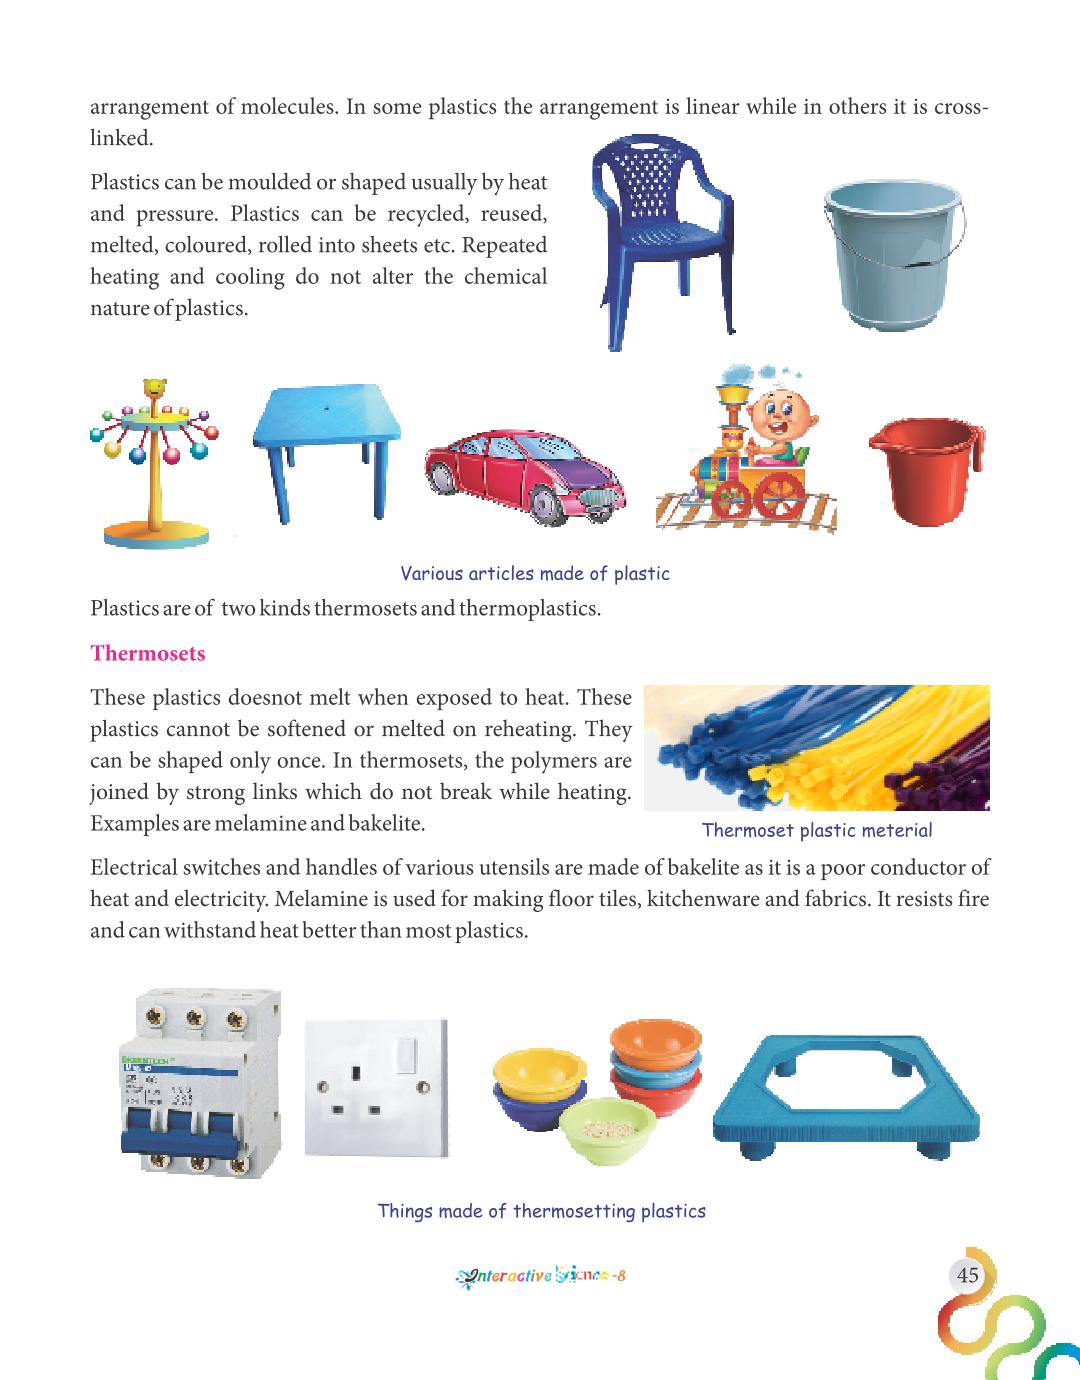 arrangement of molecules. In some plastics the arrangement is linear while in others it is cross-
linked.
Plastics can be moulded or shaped usually by heat
and pressure. Plastics can be recycled, reused,
melted, coloured, rolled into sheets etc. Repeated
heating and cooling do not alter the chemical
nature of plastics.
Various articles made of plastic
Plastics are of two kinds thermosets and thermoplastics.
Thermosets
These plastics doesnot melt when exposed to heat. These
plastics cannot be softened or melted on reheating. They
can be shaped only once. In thermosets, the polymers are
joined by strong links which do not break while heating.
Examples are melamine and bakelite.
Thermoset plastic meterial
Electrical switches and handles of various utensils are made of bakelite as it is a poor conductor of
heat and electricity. Melamine is used for making floor tiles, kitchenware and fabrics. It resists fire
and can withstand heat better than most plastics.
Things made of thermosetting plastics
Interactive Science-8
45